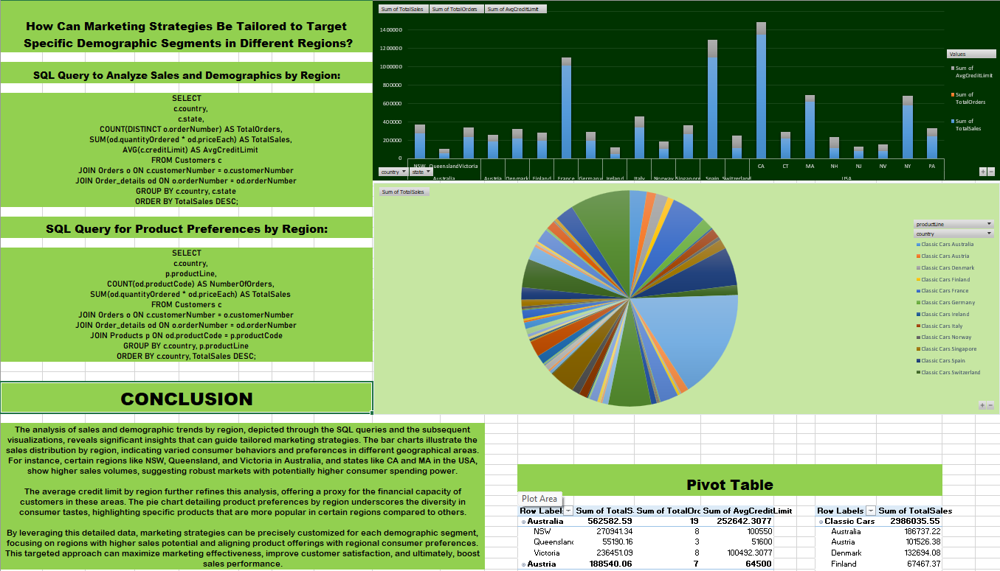 How Can Marketing Strategies Be Tailored to Target
Specific Demographic Segments in Different Regions?
SQL Query to Analyze Sales and Demographics by Region:
SELECT
c.country,
c.state,
COUNT(DISTINCT o.orderNumber) AS TotalOrders,
SUM(od.quantityOrdered * od.priceEach) AS TotalSales,
AVG(c.creditLimit) AS AvgCreditLimit
FROM Customers c
JOIN Orders o ON c.customerNumber = o.customerNumber
JOIN Order_details od ON o.orderNumber = od.orderNumber
GROUP BY c.country, c.state
ORDER BY TotalSales DESC;
SQL Query for Product Preferences by Region:
SELECT
c.country,
p.productLine,
COUNT(od.productCode) AS NumberOfOrders,
SUM(od.quantityOrdered * od.priceEach) AS TotalSales
FROM Customers c
JOIN Orders o ON c.customerNumber = o.customerNumber
JOIN Order_details od ON o.orderNumber = od.orderNumber
JOIN Products p ON od.productCode = p.productCode
GROUP BY c.country, p.productLine
ORDER BY c.country, TotalSales DESC;
CONCLUSION
The analysis of sales and demographic trends by region, depicted through the SQL queries and the subsequent
visualizations, reveals significant insights that can guide tailored marketing strategies. The bar charts illustrate the
sales distribution by region, indicating varied consumer behaviors and preferences in different geographical areas.
For instance, certain regions like NSW, Queensland, and Victoria in Australia, and states like CA and MA in the USA,
show higher sales volumes, suggesting robust markets with potentially higher consumer spending power.
The average credit limit by region further refines this analysis, offering a proxy for the financial capacity of
customers in these areas. The pie chart detailing product preferences by region underscores the diversity in
consumer tastes, highlighting specific products that are more popular in certain regions compared to others.
By leveraging this detailed data, marketing strategies can be precisely customized for each demographic segment,
focusing on regions with higher sales potential and aligning product offerings with regional consumer preferences.
This targeted approach can maximize marketing effectiveness, improve customer satisfaction, and ultimately, boost
sales performance.
Sum of TotalSales Sum of TotalOrders Sum of AvgCreditLimit
1400000
1200000
1000000
800000
600000
400000
200000
0
NSW Queensland Victoria CA CT MA NH NJ NV NY PA
Australia Austria Denmark Finland France Germany Ireland Italy Norway Singapore Spain Switzerland USA
country state
Values
Sum of
AvgCreditLimit
Sum of
TotalOrders
Sum of
TotalSales
Sum of TotalSales
productLine
country
Classic Cars Australia
Classic Cars Austria
Classic Cars Denmark
Classic Cars Finland
Classic Cars France
Classic Cars Germany
Classic Cars Ireland
Classic Cars Italy
Classic Cars Norway
Classic Cars Singapore
Classic Cars Spain
Classic Cars Switzerland
Pivot Table
Plot Area
Row Labels Sum of TotalS Sum of TotalOrc Sum of AvgCreditLimit
Australia 562582.59 19 252642.3077
NSW 270941.34 8 100550
Queensland 55190.16 3 51600
Victoria 236451.09 8 100492.3077
Austria 188540.06 7 64500
Row Labels Sum of TotalSales
Classic Cars 2986035.55
Australia 186737.22
Austria 101526.38
Denmark 132694.08
Finland 67467.37